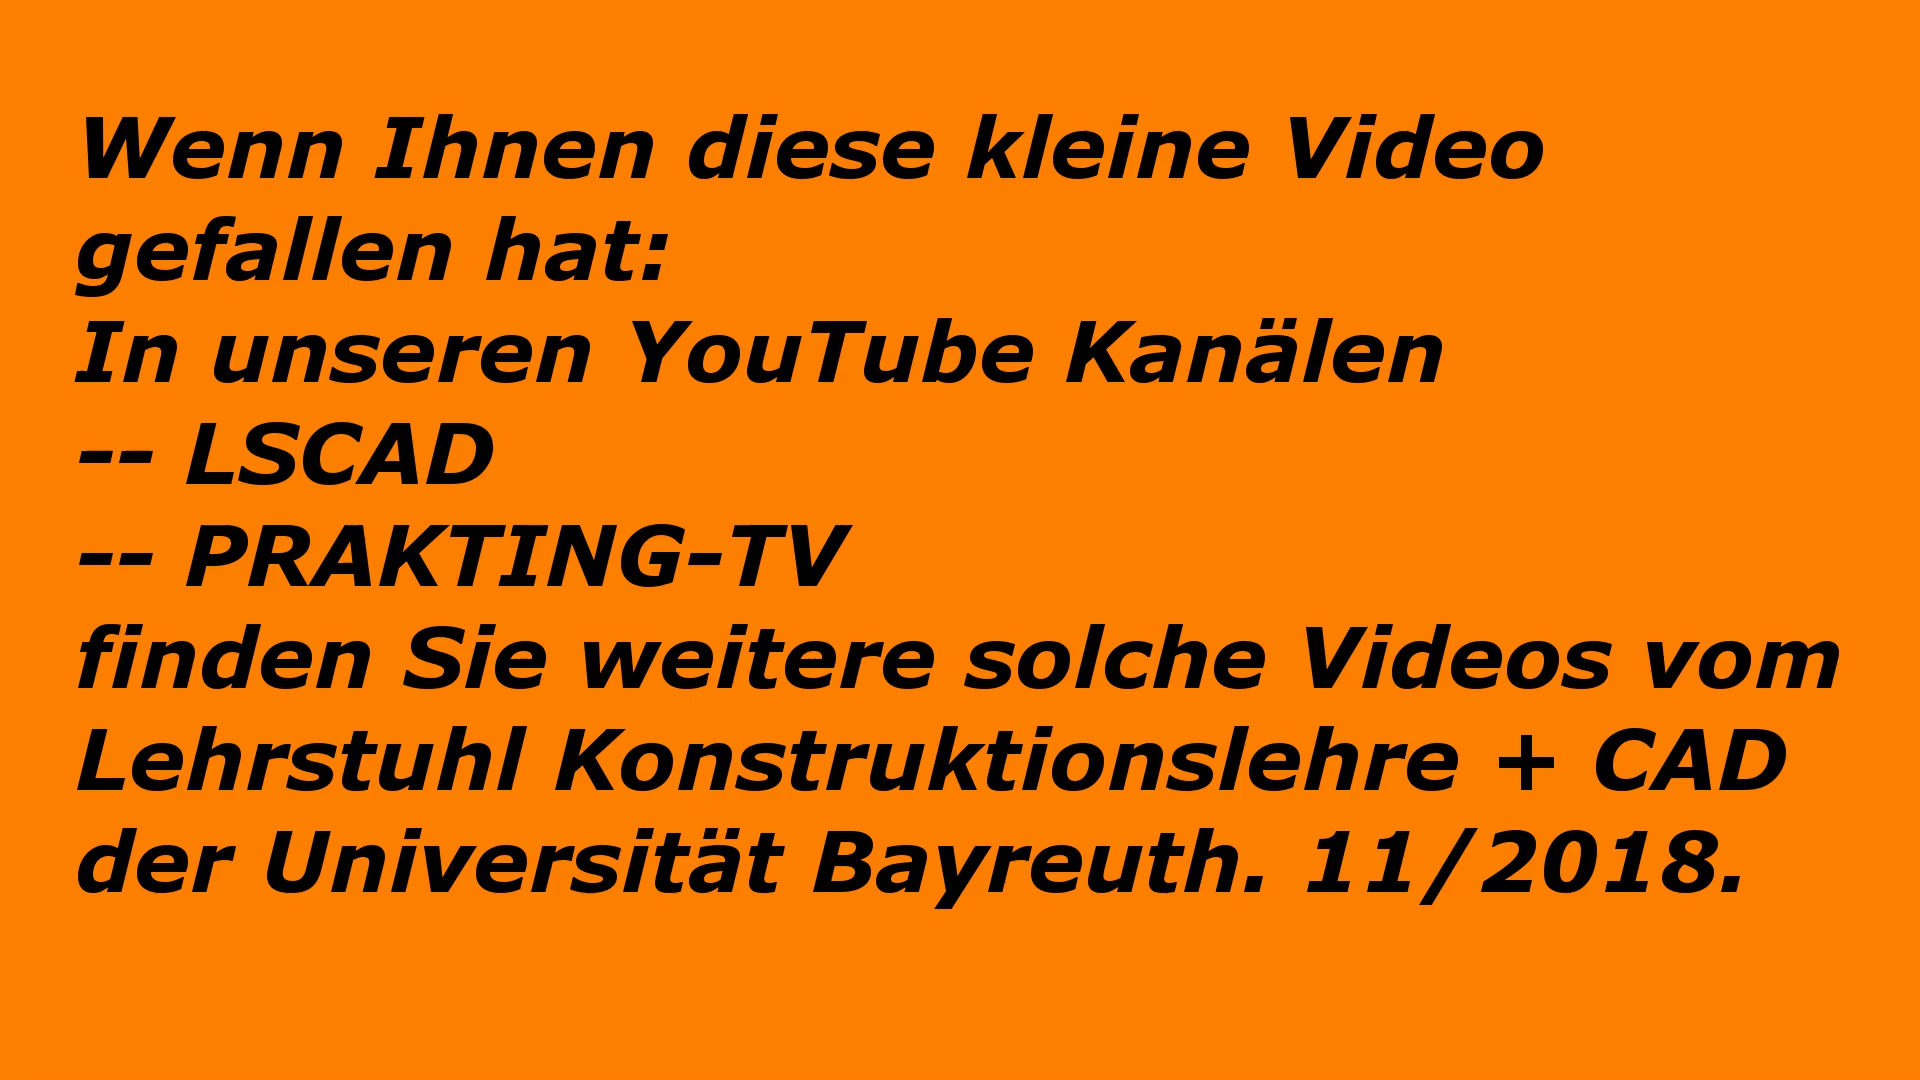 Wenn Ihnen diese kleine Video
gefallen hat:
In unseren YouTube Kanälen
-- LSCAD
-- PRAKTING-TV
finden Sie weitere solche Videos vom
Lehrstuhl Konstruktionslehre + CAD
der Universität Bayreuth. 11/2018.